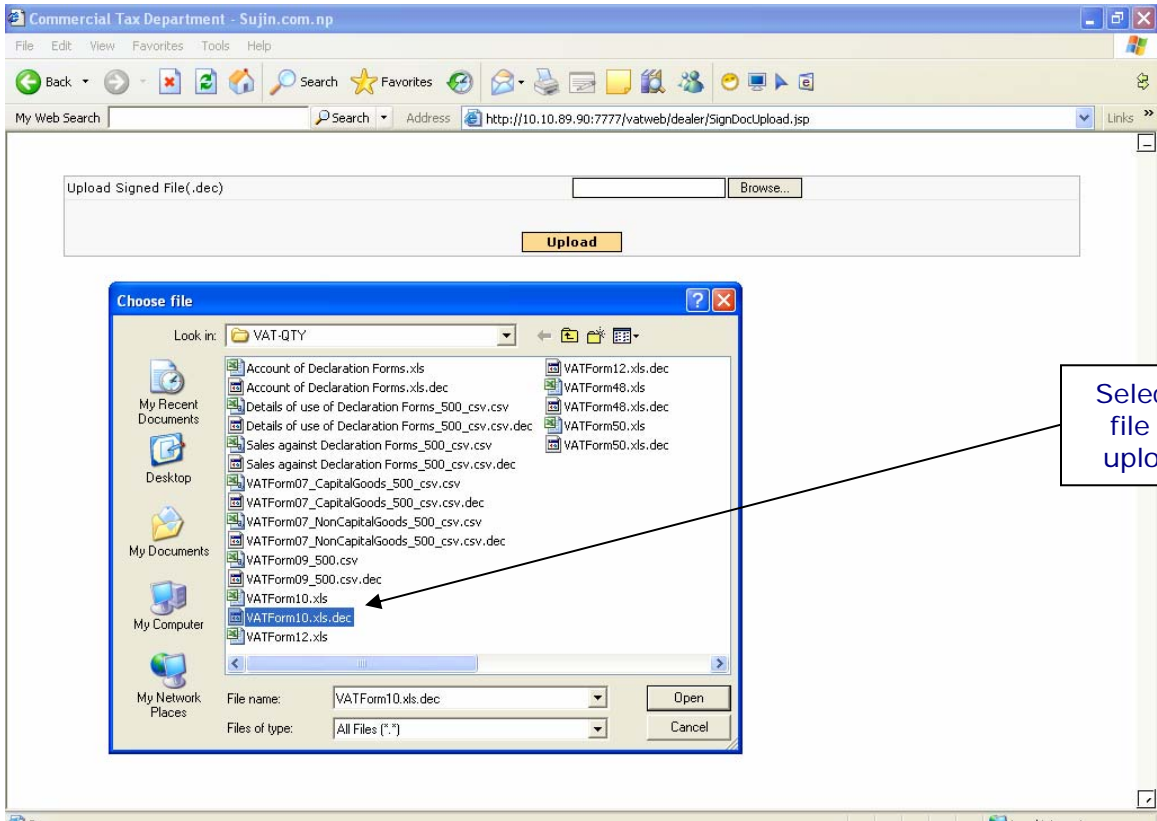 Commercial Tax Department - Sujin.com.np
File Edit View Favorites Tools Help
Back Search Favorites
My Web Search Search Address http://10.10.89.90:7777/vatweb/dealer/SignDocUpload.jsp Links »
Upload Signed File(.dec) Browse...
Upload
Choose file
Look in: VAT-QTY
My Recent Documents
Desktop
My Documents
My Computer
My Network Places
Account of Declaration Forms.xls
Account of Declaration Forms.xls.dec
Details of use of Declaration Forms_500_csv.csv
Details of use of Declaration Forms_500_csv.csv.dec
Sales against Declaration Forms_500_csv.csv
Sales against Declaration Forms_500_csv.csv.dec
VATForm07_CapitalGoods_500_csv.csv
VATForm07_CapitalGoods_500_csv.csv.dec
VATForm07_NonCapitalGoods_500_csv.csv
VATForm07_NonCapitalGoods_500_csv.csv.dec
VATForm09_500.csv
VATForm09_500.csv.dec
VATForm10.xls
VATForm10.xls.dec
VATForm12.xls
VATForm12.xls.dec
VATForm48.xls
VATForm48.xls.dec
VATForm50.xls
VATForm50.xls.dec
File name: VATForm10.xls.dec Open
Files of type: All Files (*.*) Cancel
Selec
file
uplo